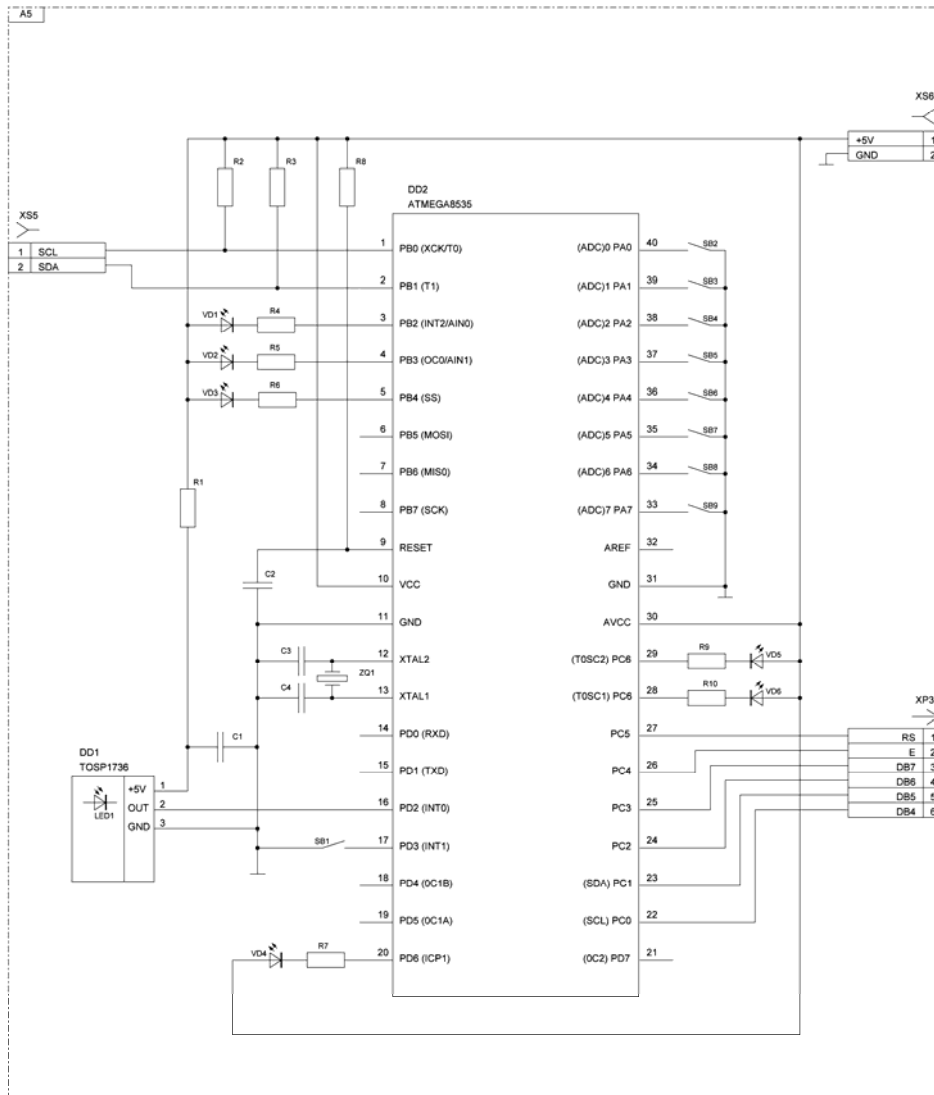 A5
XS6
+5V 1
GND 2
R2
R3
R8
DD2
ATMEGA8535
XS5
1 SCL
2 SDA
1 PB0 (XCK/T0) (ADC)0 PA0 40 SB2
2 PB1 (T1) (ADC)1 PA1 39 SB3
VD1 R4 3 PB2 (INT2/AIN0) (ADC)2 PA2 38 SB4
VD2 R5 4 PB3 (OC0/AIN1) (ADC)3 PA3 37 SB5
VD3 R6 5 PB4 (SS) (ADC)4 PA4 36 SB6
6 PB5 (MOSI) (ADC)5 PA5 35 SB7
7 PB6 (MIS0) (ADC)6 PA6 34 SB8
R1 8 PB7 (SCK) (ADC)7 PA7 33 SB9
9 RESET AREF 32
C2 10 VCC GND 31
11 GND AVCC 30
C3 12 XTAL2 (T0SC2) PC6 29 R9 VD5
ZQ1
C4 13 XTAL1 (T0SC1) PC6 28 R10 VD6
XP3
14 PD0 (RXD) PC5 27 RS 1
C1 E 2
15 PD1 (TXD) PC4 26 DB7 3
DB6 4
16 PD2 (INT0) PC3 25 DB5 5
DB4 6
DD1
TOSP1736
+5V 1
OUT 2
LED1
GND 3
SB1 17 PD3 (INT1) PC2 24
18 PD4 (0C1B) (SDA) PC1 23
19 PD5 (0C1A) (SCL) PC0 22
VD4 R7 20 PD6 (ICP1) (0C2) PD7 21